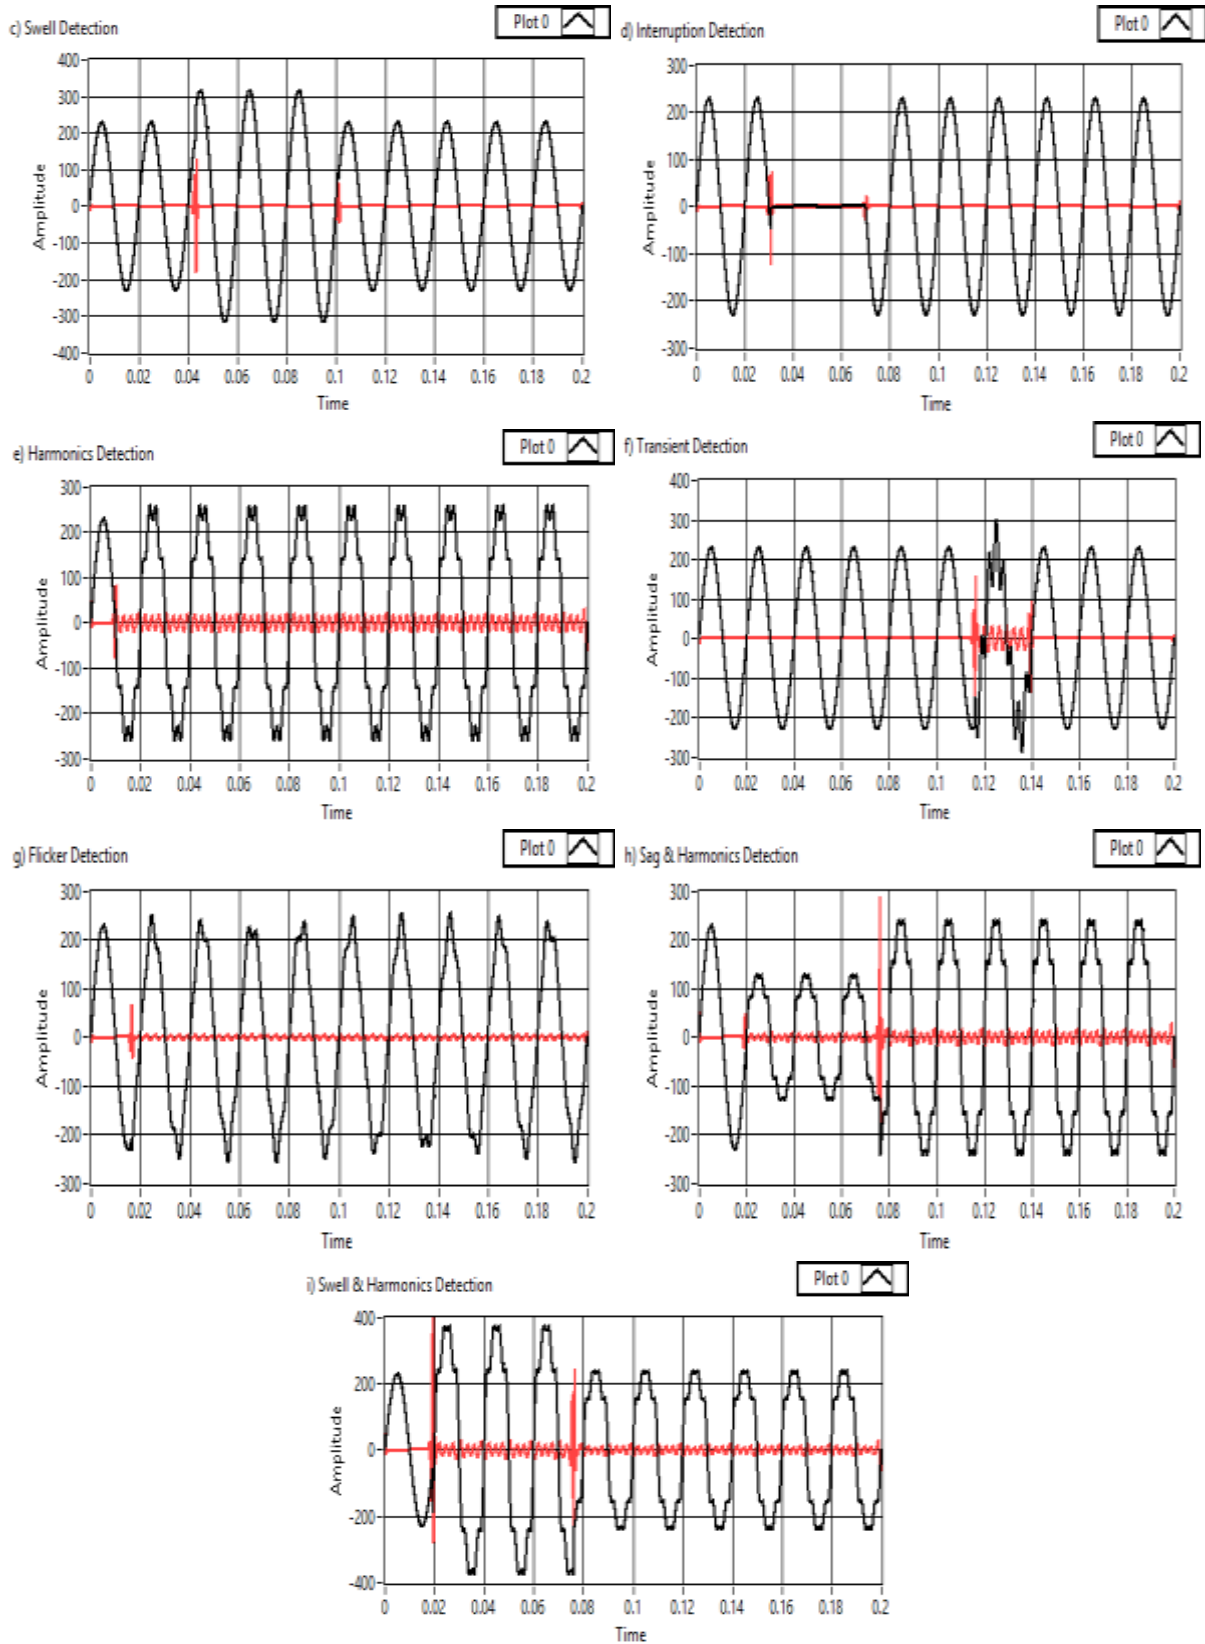 c) Swell Detection
Plot 0
400
300
200
100
0
-100
-200
-300
-400
Amplitude
0 0.02 0.04 0.06 0.08 0.1 0.12 0.14 0.16 0.18 0.2
Time
d) Interruption Detection
Plot 0
300
200
100
0
-100
-200
-300
Amplitude
0 0.02 0.04 0.06 0.08 0.1 0.12 0.14 0.16 0.18 0.2
Time
e) Harmonics Detection
Plot 0
300
200
100
0
-100
-200
-300
Amplitude
0 0.02 0.04 0.06 0.08 0.1 0.12 0.14 0.16 0.18 0.2
Time
f) Transient Detection
Plot 0
400
300
200
100
0
-100
-200
-300
Amplitude
0 0.02 0.04 0.06 0.08 0.1 0.12 0.14 0.16 0.18 0.2
Time
g) Flicker Detection
Plot 0
300
200
100
0
-100
-200
-300
Amplitude
0 0.02 0.04 0.06 0.08 0.1 0.12 0.14 0.16 0.18 0.2
Time
h) Sag & Harmonics Detection
Plot 0
300
200
100
0
-100
-200
-300
Amplitude
0 0.02 0.04 0.06 0.08 0.1 0.12 0.14 0.16 0.18 0.2
Time
i) Swell & Harmonics Detection
Plot 0
400
200
0
-200
-400
Amplitude
0 0.02 0.04 0.06 0.08 0.1 0.12 0.14 0.16 0.18 0.2
Time